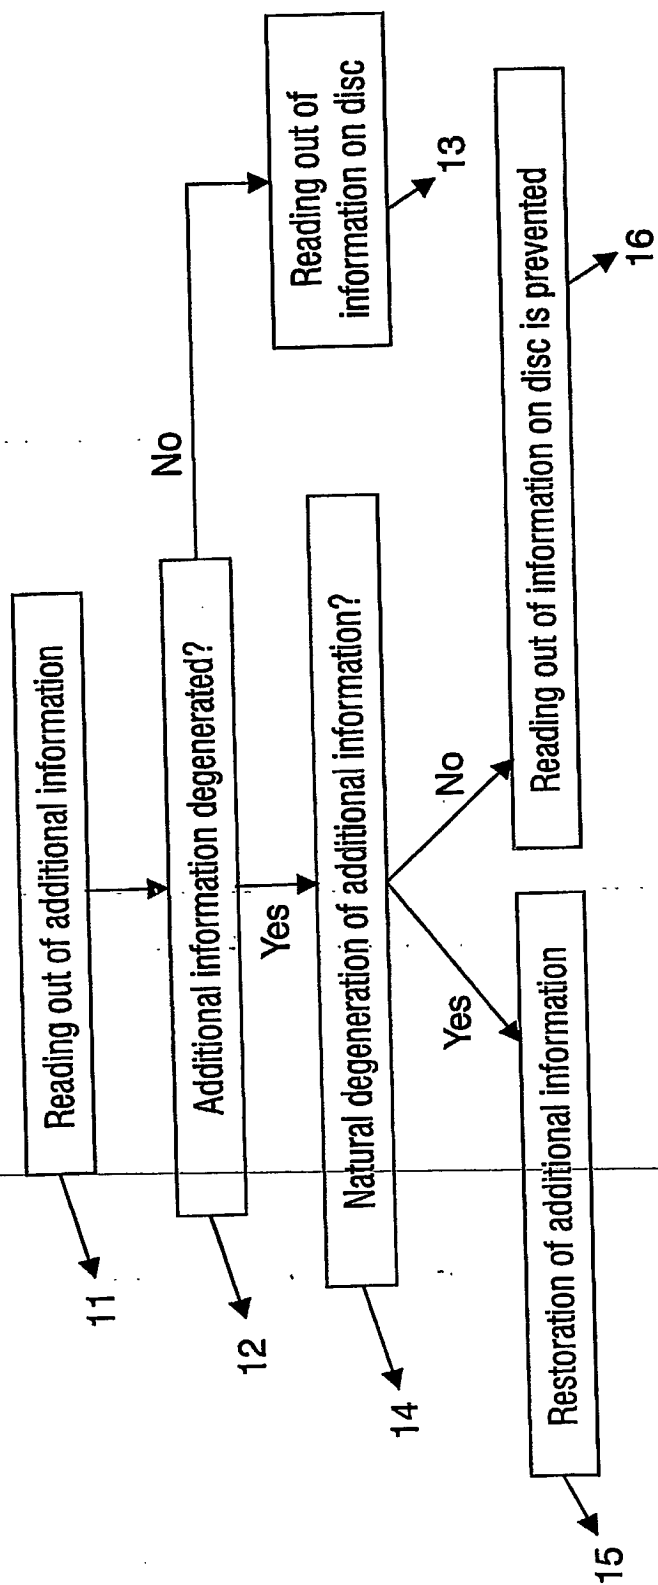 Reading out of additional information
11
Additional information degenerated?
12
No
Reading out of
information on disc
13
Yes
Natural degeneration of additional information?
14
Yes
No
Restoration of additional information
15
Reading out of information on disc is prevented
16